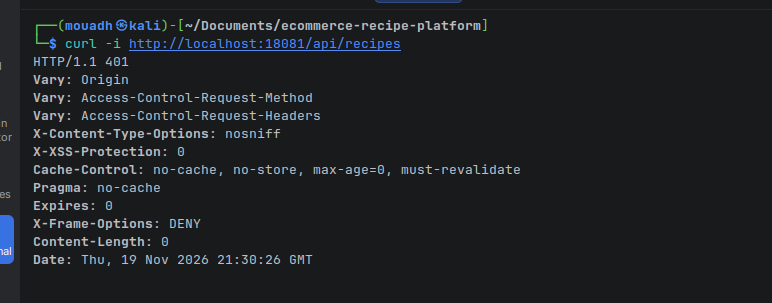 (mouadh㉿kali)-[~/Documents/ecommerce-recipe-platform]
$ curl -i http://localhost:18081/api/recipes
HTTP/1.1 401
Vary: Origin
Vary: Access-Control-Request-Method
Vary: Access-Control-Request-Headers
X-Content-Type-Options: nosniff
X-XSS-Protection: 0
Cache-Control: no-cache, no-store, max-age=0, must-revalidate
Pragma: no-cache
Expires: 0
X-Frame-Options: DENY
Content-Length: 0
Date: Thu, 19 Nov 2026 21:30:26 GMT